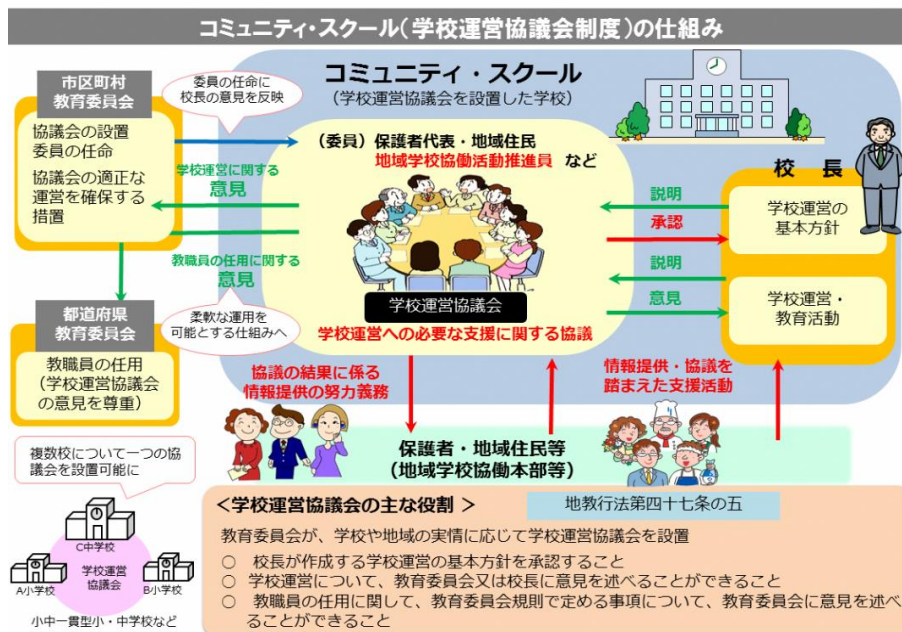 コミュニティ・スクール(学校運営協議会制度)の仕組み
市区町村
教育委員会
協議会の設置
委員の任命
協議会の適正な
運営を確保する
措置
委員の任命に
校長の意見を反映
コミュニティ・スクール
(学校運営協議会を設置した学校)
(委員)保護者代表・地域住民
地域学校協働活動推進員 など
学校運営に関する
意見
教職員の任用に関する
意見
柔軟な運用を
可能とする仕組みへ
学校運営協議会
学校運営への必要な支援に関する協議
校 長
説明
承認
学校運営の
基本方針
説明
意見
学校運営・
教育活動
都道府県
教育委員会
教職員の任用
(学校運営協議会
の意見を尊重)
協議の結果に係る
情報提供の努力義務
情報提供・協議を
踏まえた支援活動
保護者・地域住民等
(地域学校協働本部等)
複数校について一つの協
議会を設置可能に
C中学校
学校運営
協議会
A小学校
B小学校
小中一貫型小・中学校など
<学校運営協議会の主な役割 >
地教行法第四十七条の五
教育委員会が、学校や地域の実情に応じて学校運営協議会を設置
○ 校長が作成する学校運営の基本方針を承認すること
○ 学校運営について、教育委員会又は校長に意見を述べることができること
○ 教職員の任用に関して、教育委員会規則で定める事項について、教育委員会に意見を述べ
ることができること